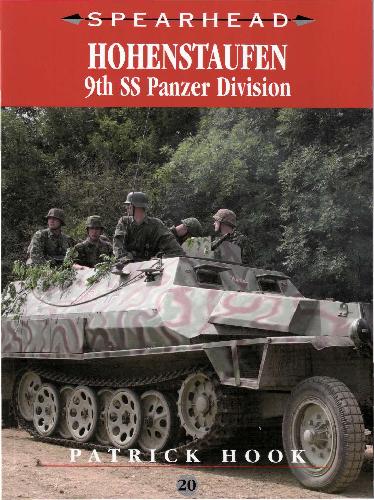 SPEARHEAD
HOHENSTAUFEN
9th SS Panzer Division
PATRICK HOOK
20